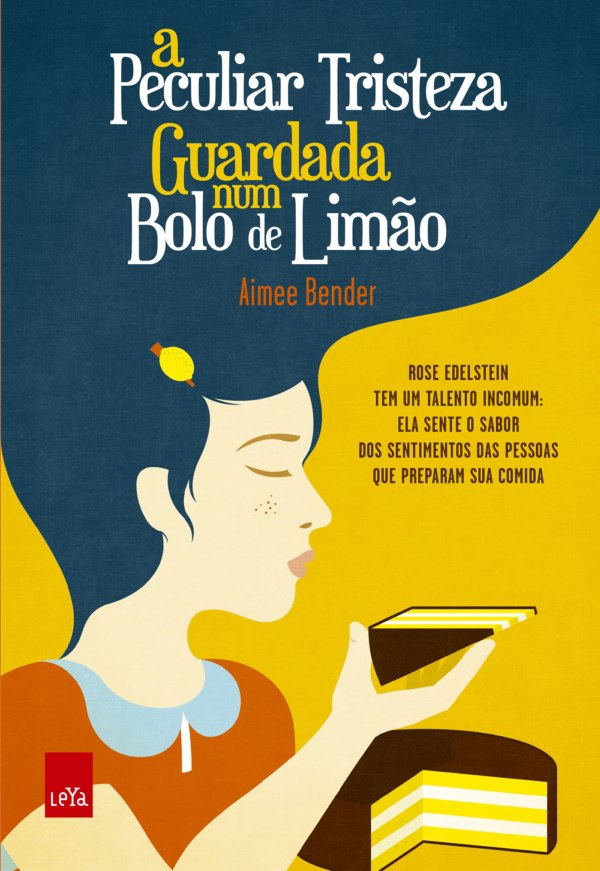 a
Peculiar Tristeza
Guardada
num
Bolo de Limão
Aimee Bender
ROSE EDELSTEIN
TEM UM TALENTO INCOMUM:
ELA SENTE O SABOR
DOS SENTIMENTOS DAS PESSOAS
QUE PREPARAM SUA COMIDA
LeYa